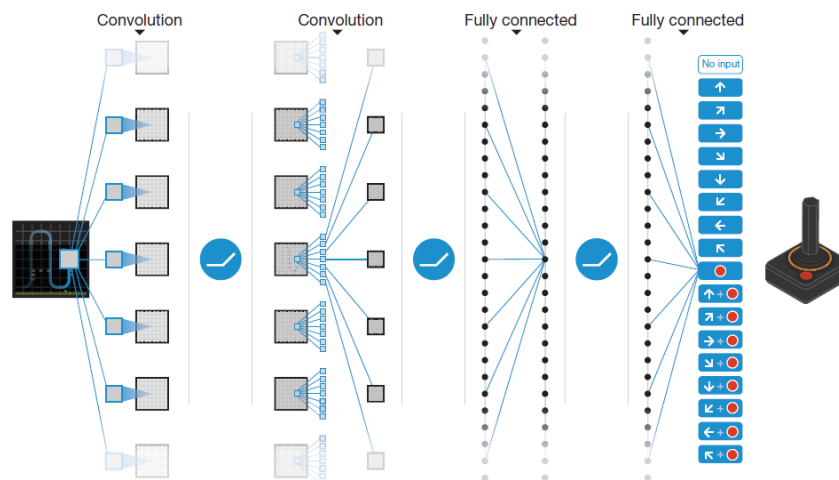 Convolution
Convolution
Fully connected
Fully connected
No input
+
+
+
+
+
+
+
+